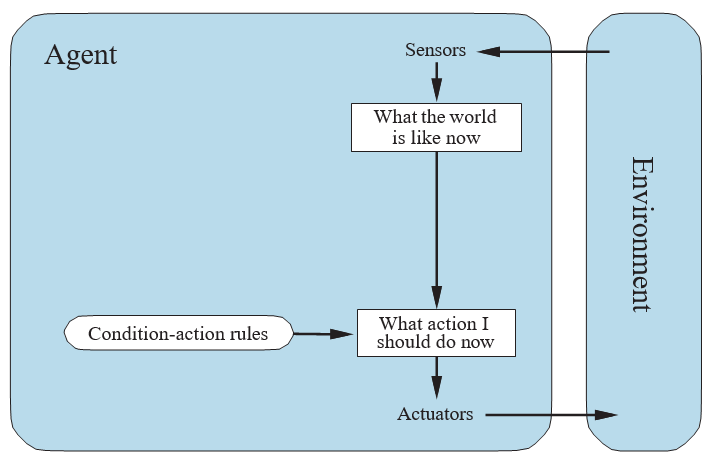 Agent
Sensors
What the world
is like now
Environment
Condition-action rules
What action I
should do now
Actuators